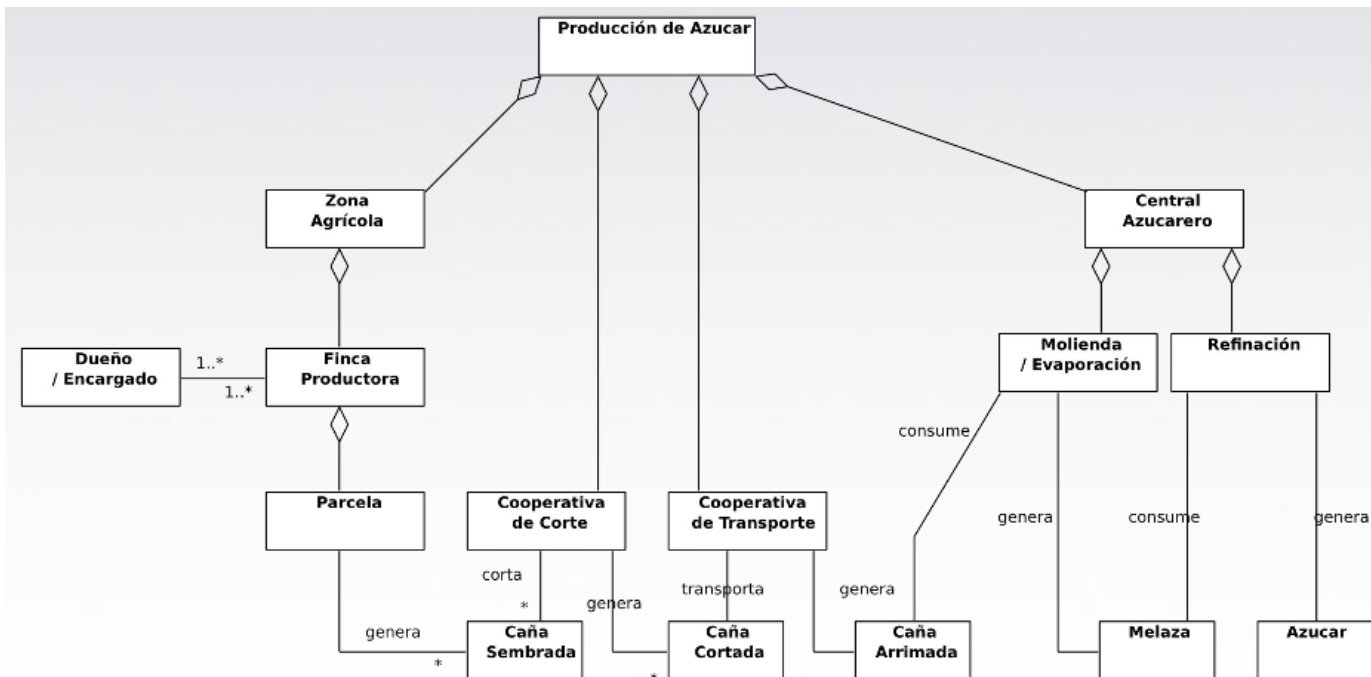 Producción de Azucar
Zona
Agrícola
Central
Azucarero
Dueño
/ Encargado
1..*
1..*
Finca
Productora
Molienda
/ Evaporación
Refinación
consume
Parcela
Cooperativa
de Corte
Cooperativa
de Transporte
genera
consume
genera
corta
*
genera
transporta
genera
genera
*
Caña
Sembrada
*
Caña
Cortada
Caña
Arrimada
Melaza
Azucar